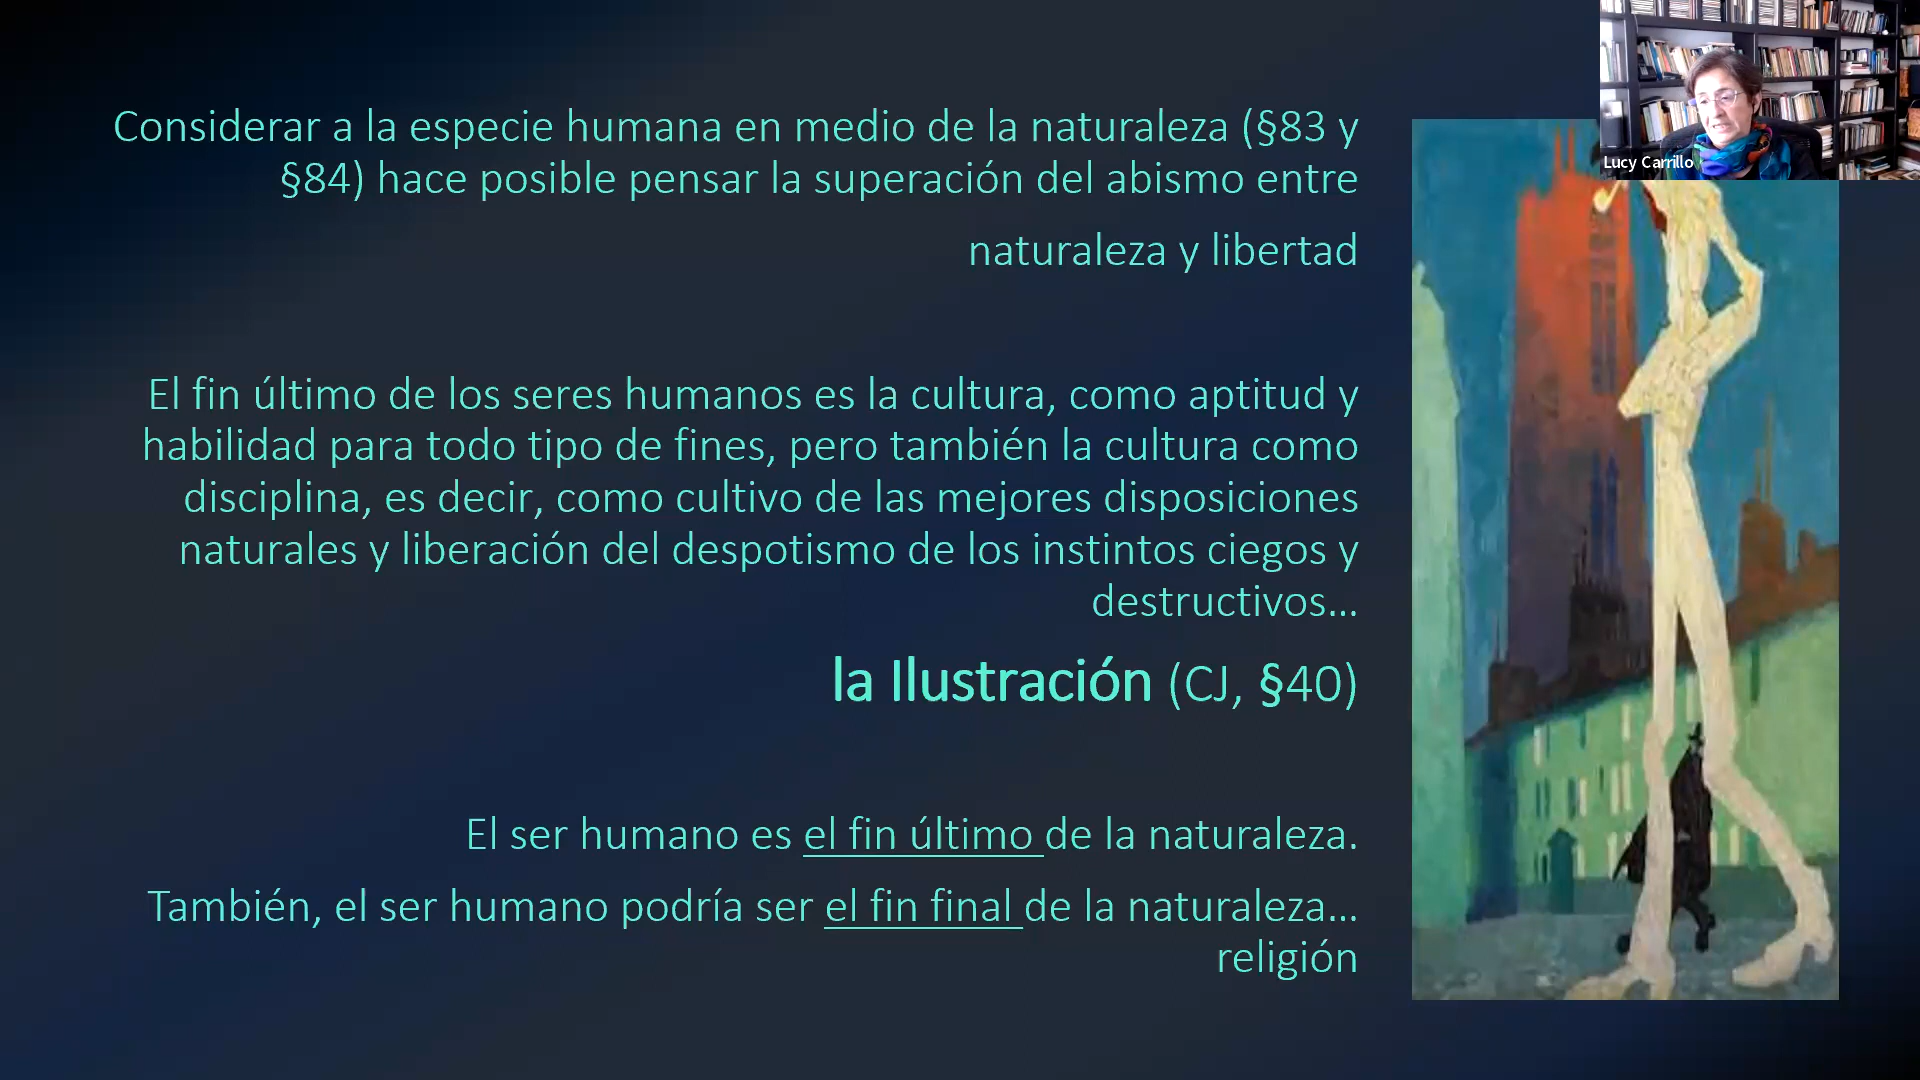 Considerar a la especie humana en medio de la naturaleza (§83 y
§84) hace posible pensar la superación del abismo entre
naturaleza y libertad
El fin último de los seres humanos es la cultura, como aptitud y
habilidad para todo tipo de fines, pero también la cultura como
disciplina, es decir, como cultivo de las mejores disposiciones
naturales y liberación del despotismo de los instintos ciegos y
destructivos...
la Ilustración (CJ, §40)
El ser humano es el fin último de la naturaleza.
También, el ser humano podría ser el fin final de la naturaleza...
religión
Lucy Carrillo